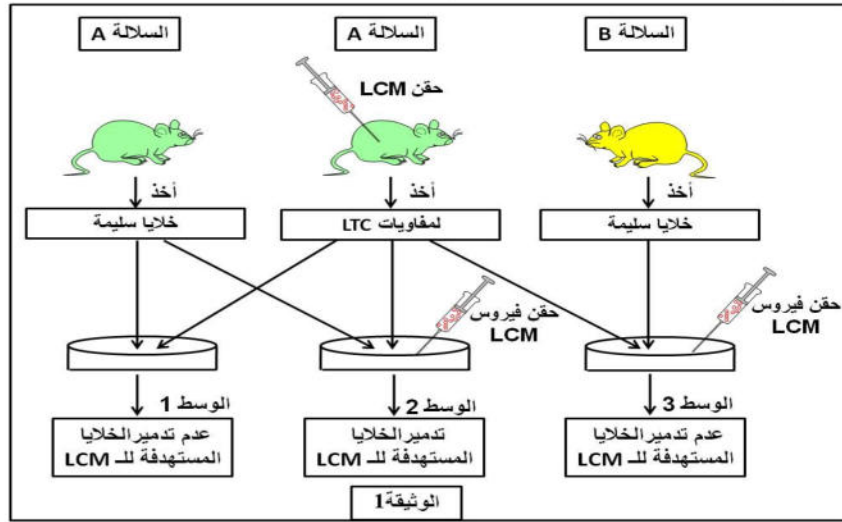 السلالة A
السلالة A
السلالة B
حقن LCM
أخذ
أخذ
أخذ
خلايا سليمة
لمفاويات LTC
خلايا سليمة
حقن فيروس
LCM
حقن فيروس
LCM
الوسط 1
الوسط 2
الوسط 3
عدم تدمير الخلايا
المستهدفة للـ LCM
تدمير الخلايا
المستهدفة للـ LCM
عدم تدمير الخلايا
المستهدفة للـ LCM
الوثيقة 1